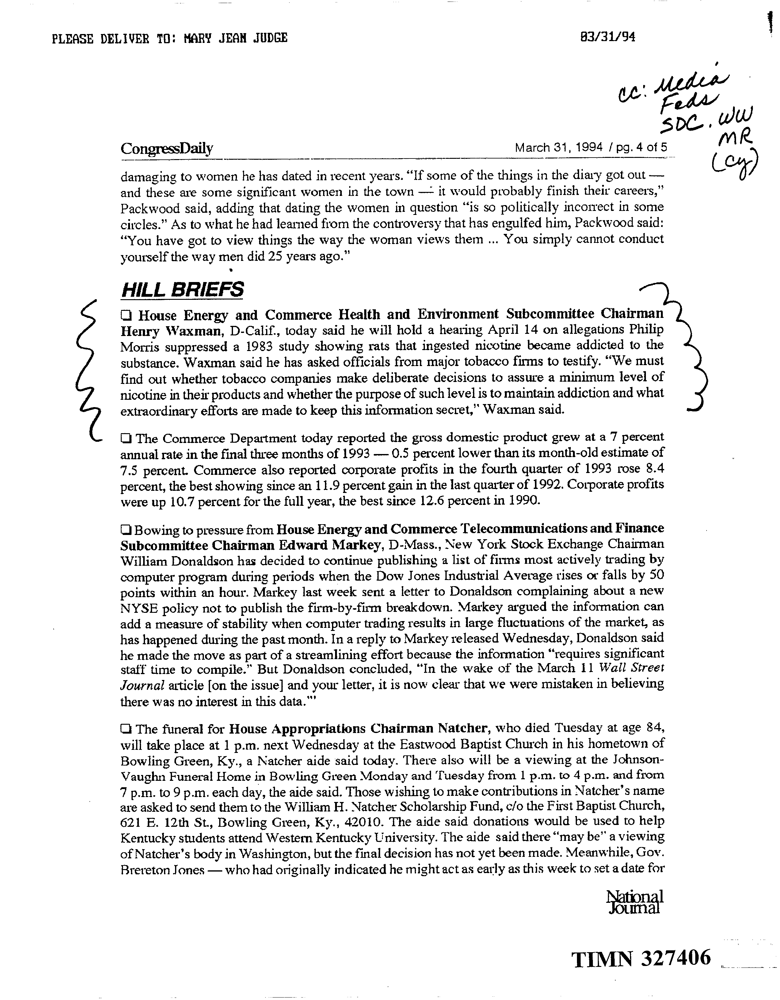 PLEASE DELIVER TO: MARY JEAN JUDGE 03/31/94
cc: Media
Feds
SDC, WW
MR
(cy)
CongressDaily March 31, 1994 / pg. 4 of 5
damaging to women he has dated in recent years. “If some of the things in the diary got out —
and these are some significant women in the town — it would probably finish their careers,”
Packwood said, adding that dating the women in question “is so politically incorrect in some
circles.” As to what he had learned from the controversy that has engulfed him, Packwood said:
“You have got to view things the way the woman views them ... You simply cannot conduct
yourself the way men did 25 years ago.”
HILL BRIEFS
❑ House Energy and Commerce Health and Environment Subcommittee Chairman
Henry Waxman, D-Calif., today said he will hold a hearing April 14 on allegations Philip
Morris suppressed a 1983 study showing rats that ingested nicotine became addicted to the
substance. Waxman said he has asked officials from major tobacco firms to testify. “We must
find out whether tobacco companies make deliberate decisions to assure a minimum level of
nicotine in their products and whether the purpose of such level is to maintain addiction and what
extraordinary efforts are made to keep this information secret,” Waxman said.
❑ The Commerce Department today reported the gross domestic product grew at a 7 percent
annual rate in the final three months of 1993 — 0.5 percent lower than its month-old estimate of
7.5 percent. Commerce also reported corporate profits in the fourth quarter of 1993 rose 8.4
percent, the best showing since an 11.9 percent gain in the last quarter of 1992. Corporate profits
were up 10.7 percent for the full year, the best since 12.6 percent in 1990.
❑ Bowing to pressure from House Energy and Commerce Telecommunications and Finance
Subcommittee Chairman Edward Markey, D-Mass., New York Stock Exchange Chairman
William Donaldson has decided to continue publishing a list of firms most actively trading by
computer program during periods when the Dow Jones Industrial Average rises or falls by 50
points within an hour. Markey last week sent a letter to Donaldson complaining about a new
NYSE policy not to publish the firm-by-firm breakdown. Markey argued the information can
add a measure of stability when computer trading results in large fluctuations of the market, as
has happened during the past month. In a reply to Markey released Wednesday, Donaldson said
he made the move as part of a streamlining effort because the information “requires significant
staff time to compile.” But Donaldson concluded, “In the wake of the March 11 Wall Street
Journal article [on the issue] and your letter, it is now clear that we were mistaken in believing
there was no interest in this data.”’
❑ The funeral for House Appropriations Chairman Natcher, who died Tuesday at age 84,
will take place at 1 p.m. next Wednesday at the Eastwood Baptist Church in his hometown of
Bowling Green, Ky., a Natcher aide said today. There also will be a viewing at the Johnson-
Vaughn Funeral Home in Bowling Green Monday and Tuesday from 1 p.m. to 4 p.m. and from
7 p.m. to 9 p.m. each day, the aide said. Those wishing to make contributions in Natcher’s name
are asked to send them to the William H. Natcher Scholarship Fund, c/o the First Baptist Church,
621 E. 12th St., Bowling Green, Ky., 42010. The aide said donations would be used to help
Kentucky students attend Western Kentucky University. The aide said there “may be” a viewing
of Natcher’s body in Washington, but the final decision has not yet been made. Meanwhile, Gov.
Brereton Jones — who had originally indicated he might act as early as this week to set a date for
National
Journal
TIMN 327406